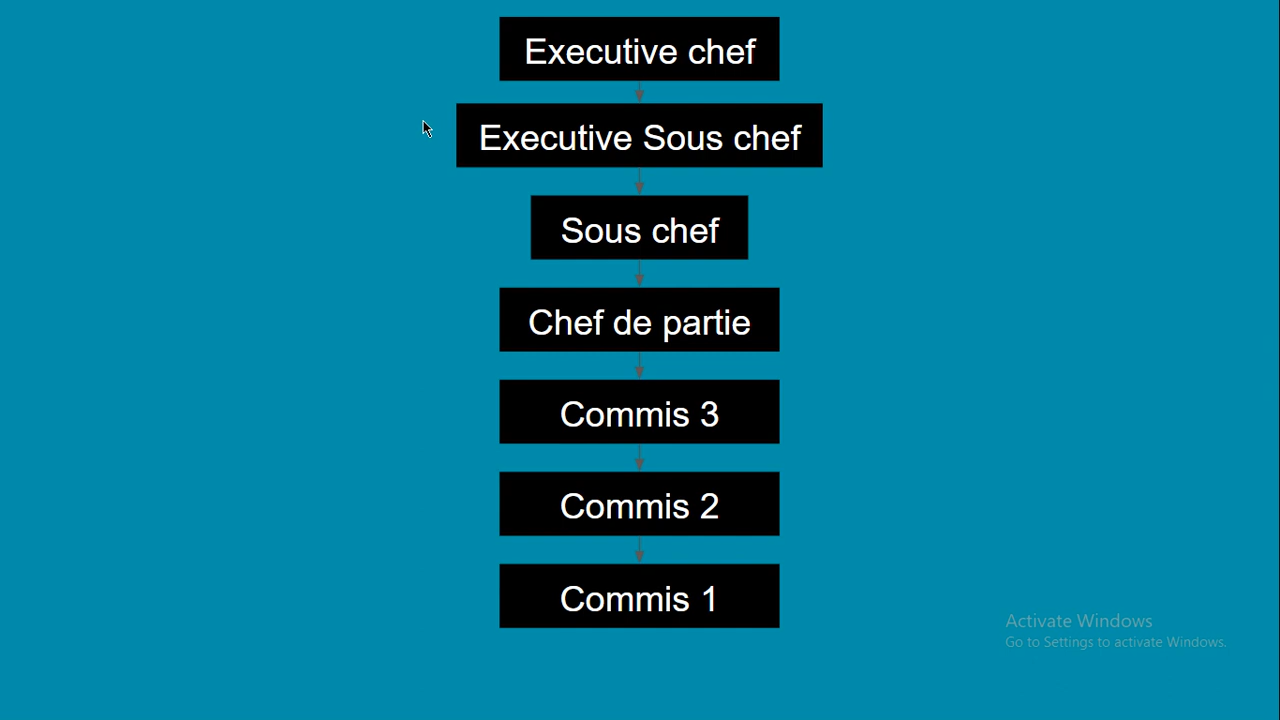 Executive chef
Executive Sous chef
Sous chef
Chef de partie
Commis 3
Commis 2
Commis 1
Activate Windows
Go to Settings to activate Windows.